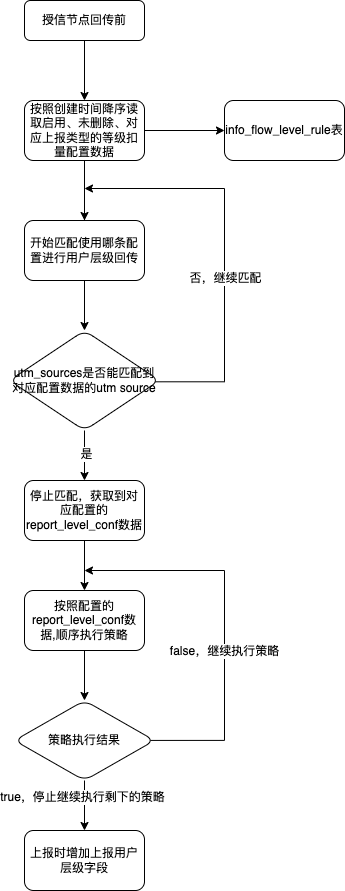 授信节点回传前
按照创建时间降序读
取启用、未删除、对
应上报类型的等级扣
量配置数据
info_flow_level_rule表
开始匹配使用哪条配
置进行用户层级回传
否，继续匹配
utm_sources是否能匹配到
对应配置数据的utm source
是
停止匹配，获取到对
应配置的
report_level_conf数据
按照配置的
report_level_conf数
据,顺序执行策略
false，继续执行策略
策略执行结果
true，停止继续执行剩下的策略
上报时增加上报用户
层级字段